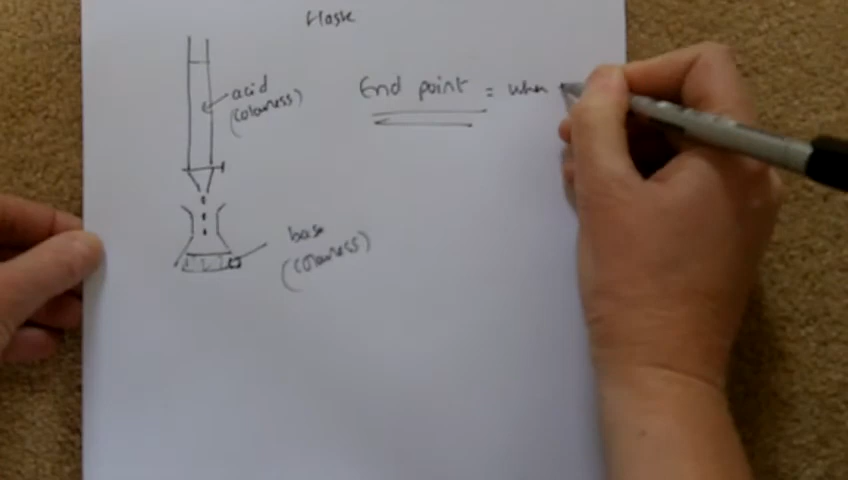 Flask
acid
(colourless)
End point = when
base
(colourless)